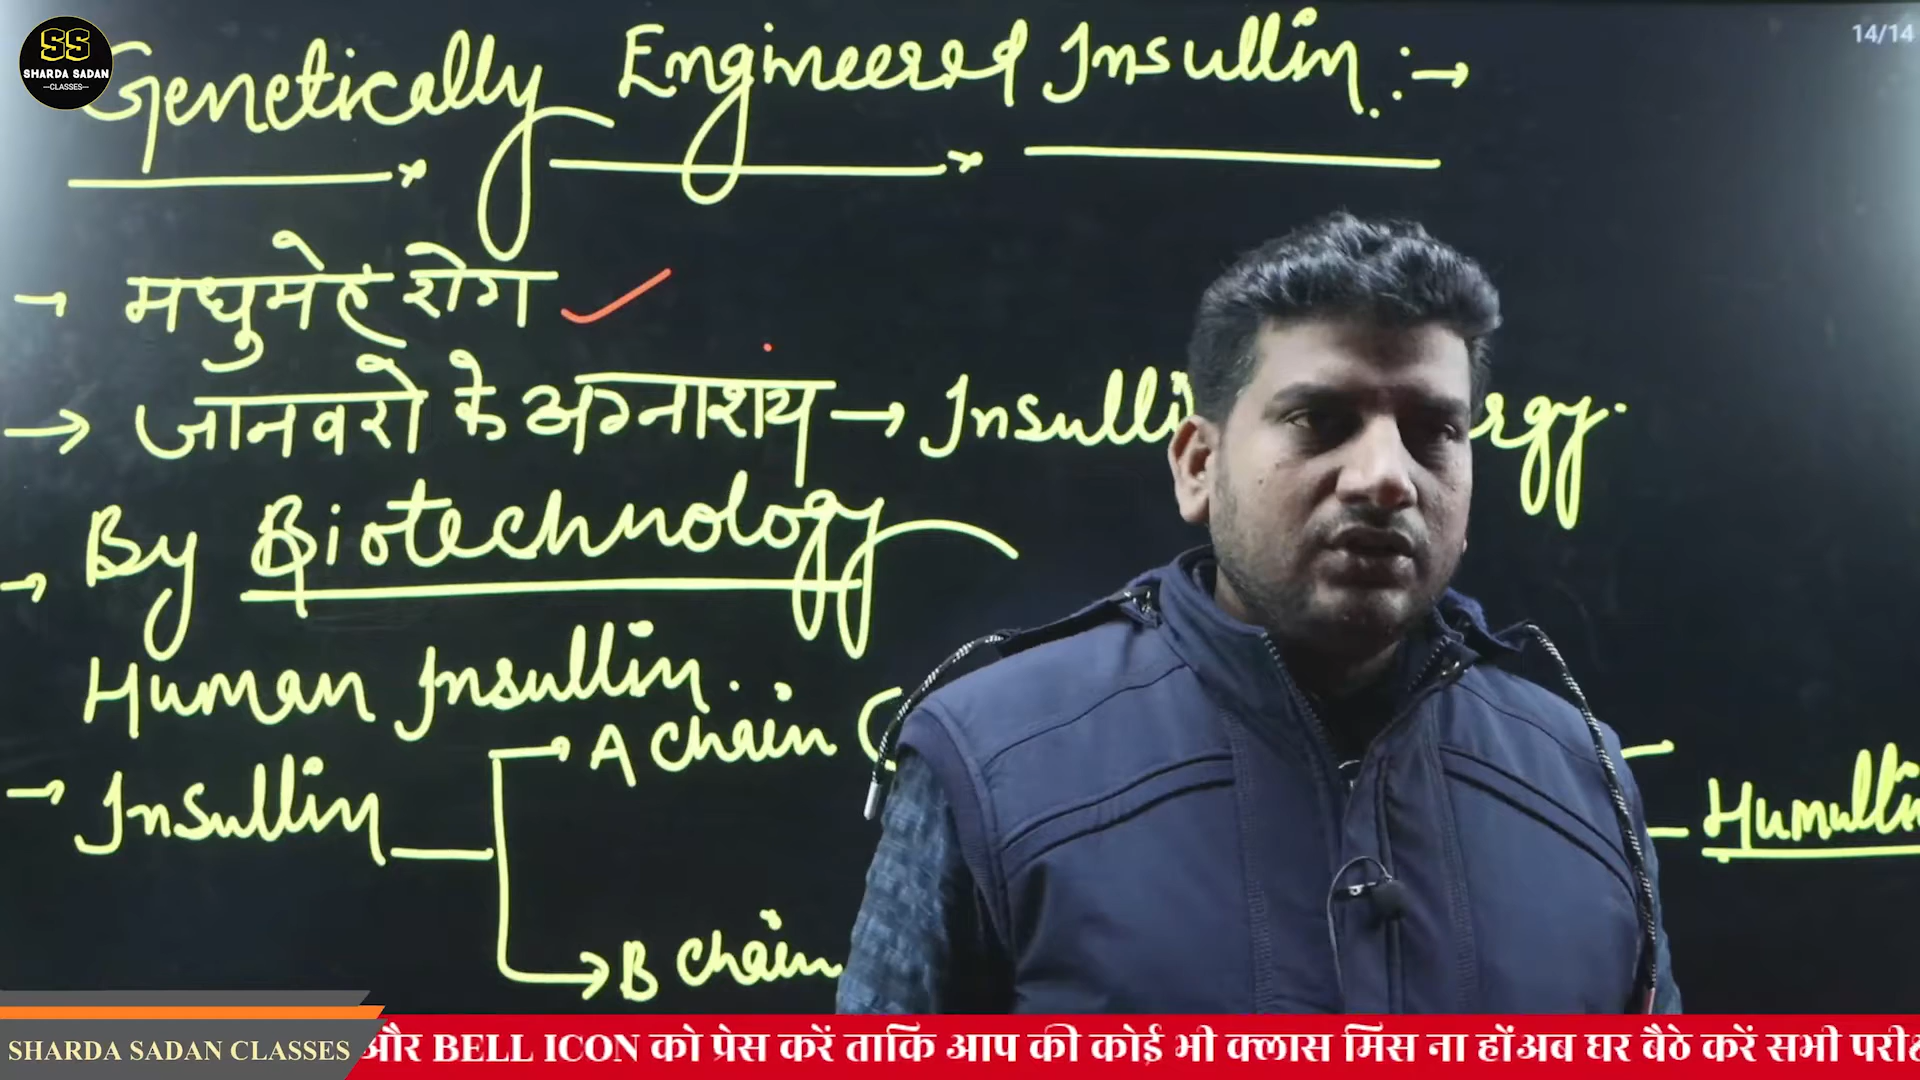 SS
SHARDA SADAN
---CLASSES---
14/14
Genetically Engineered Insullin :→
→ मधुमेह रोग ✓
→ जानवरो के अग्नाशय → Insulli
→ By Biotechnology
Human Insullin.
→ Insullin
A chain
B chain
Humulli
SHARDA SADAN CLASSES
और BELL ICON को प्रेस करें ताकि आप की कोई भी क्लास मिस ना हों अब घर बैठे करें सभी परीक्ष